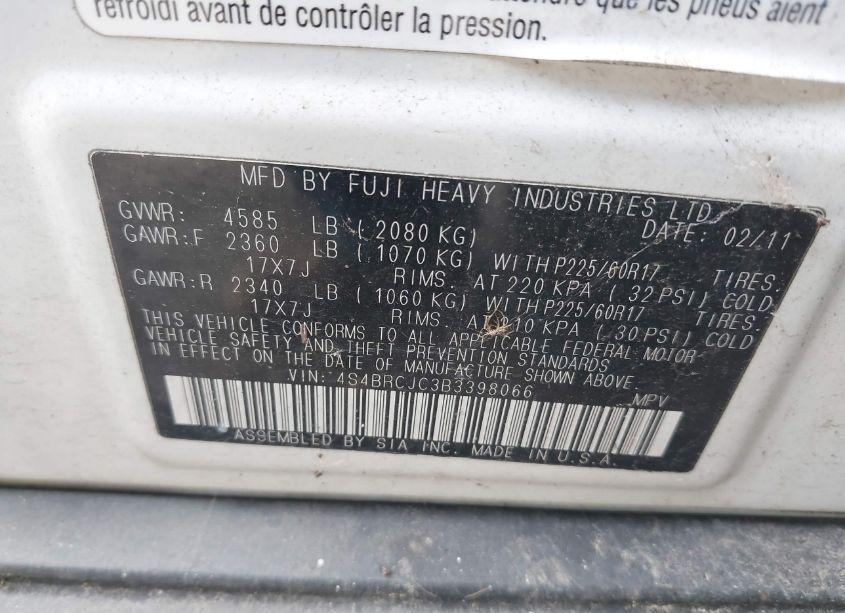 que les pneus aient
refroidi avant de contrôler la pression.
MFD BY FUJI HEAVY INDUSTRIES LTD.
DATE: 02/11
GVWR: 4585 LB ( 2080 KG)
GAWR:F 2360 LB ( 1070 KG) WITH P225/60R17 TIRES.
17X7J RIMS. AT 220 KPA ( 32 PSI) COLD
GAWR:R 2340 LB ( 1060 KG) WITH P225/60R17 TIRES.
17X7J RIMS. AT 210 KPA ( 30 PSI) COLD
THIS VEHICLE CONFORMS TO ALL APPLICABLE FEDERAL MOTOR
VEHICLE SAFETY AND THEFT PREVENTION STANDARDS
IN EFFECT ON THE DATE OF MANUFACTURE SHOWN ABOVE.
VIN: 4S4BRCJC3B3398066 MPV
ASSEMBLED BY SIA INC. MADE IN U.S.A.